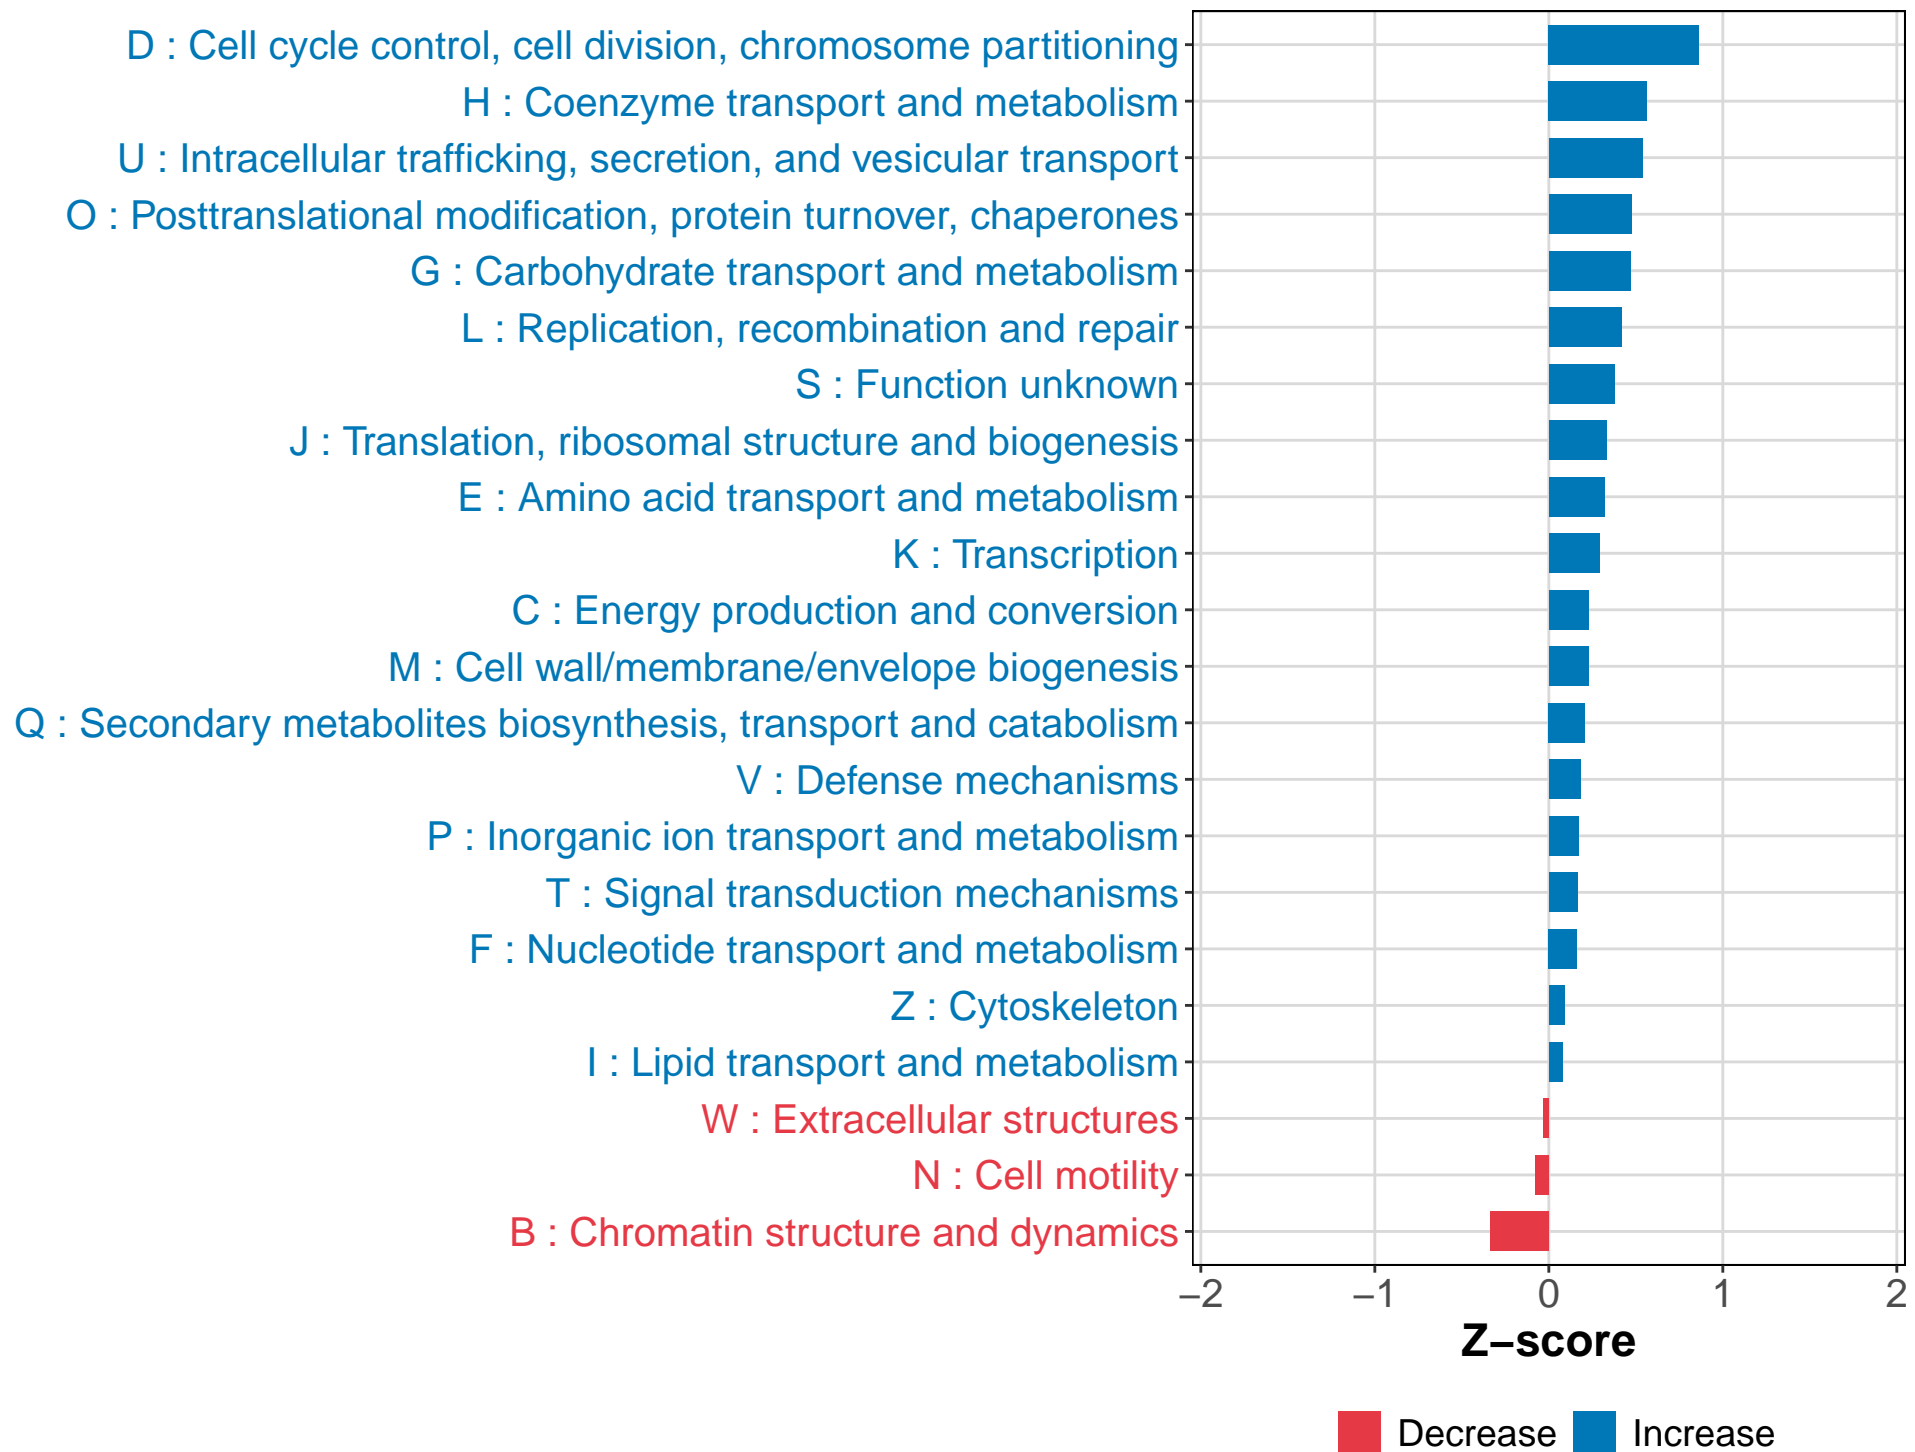 D : Cell cycle control, cell division, chromosome partitioning
H : Coenzyme transport and metabolism
U : Intracellular trafficking, secretion, and vesicular transport
O : Posttranslational modification, protein turnover, chaperones
G : Carbohydrate transport and metabolism
L : Replication, recombination and repair
S : Function unknown
J : Translation, ribosomal structure and biogenesis
E : Amino acid transport and metabolism
K : Transcription
C : Energy production and conversion
M : Cell wall/membrane/envelope biogenesis
Q : Secondary metabolites biosynthesis, transport and catabolism
V : Defense mechanisms
P : Inorganic ion transport and metabolism
T : Signal transduction mechanisms
F : Nucleotide transport and metabolism
Z : Cytoskeleton
I : Lipid transport and metabolism
W : Extracellular structures
N : Cell motility
B : Chromatin structure and dynamics
−2 −1 0 1 2
Z−score
Decrease Increase